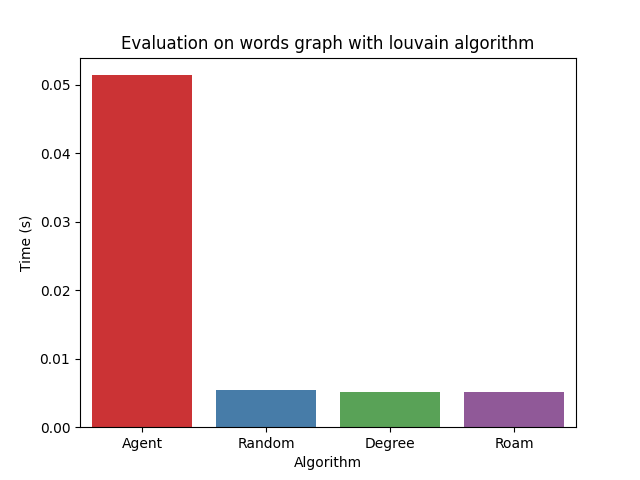 Evaluation on words graph with louvain algorithm
0.05
0.04
0.03
0.02
0.01
0.00
Time (s)
Agent Random Degree Roam
Algorithm